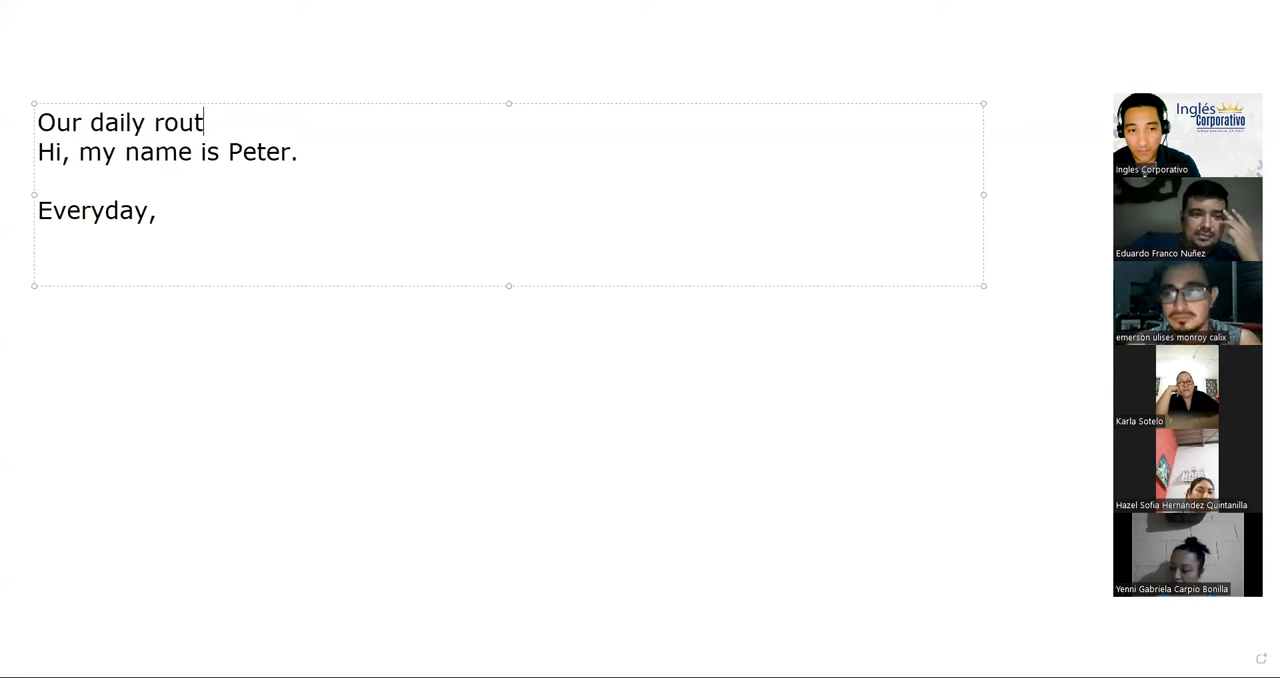 Our daily rout
Hi, my name is Peter.
Everyday,
Inglés
Corporativo
Ingles Corporativo
Eduardo Franco Nuñez
emerson ulises monroy calix
Karla Sotelo
Hazel Sofia Hernández Quintanilla
Yenni Gabriela Carpio Bonilla